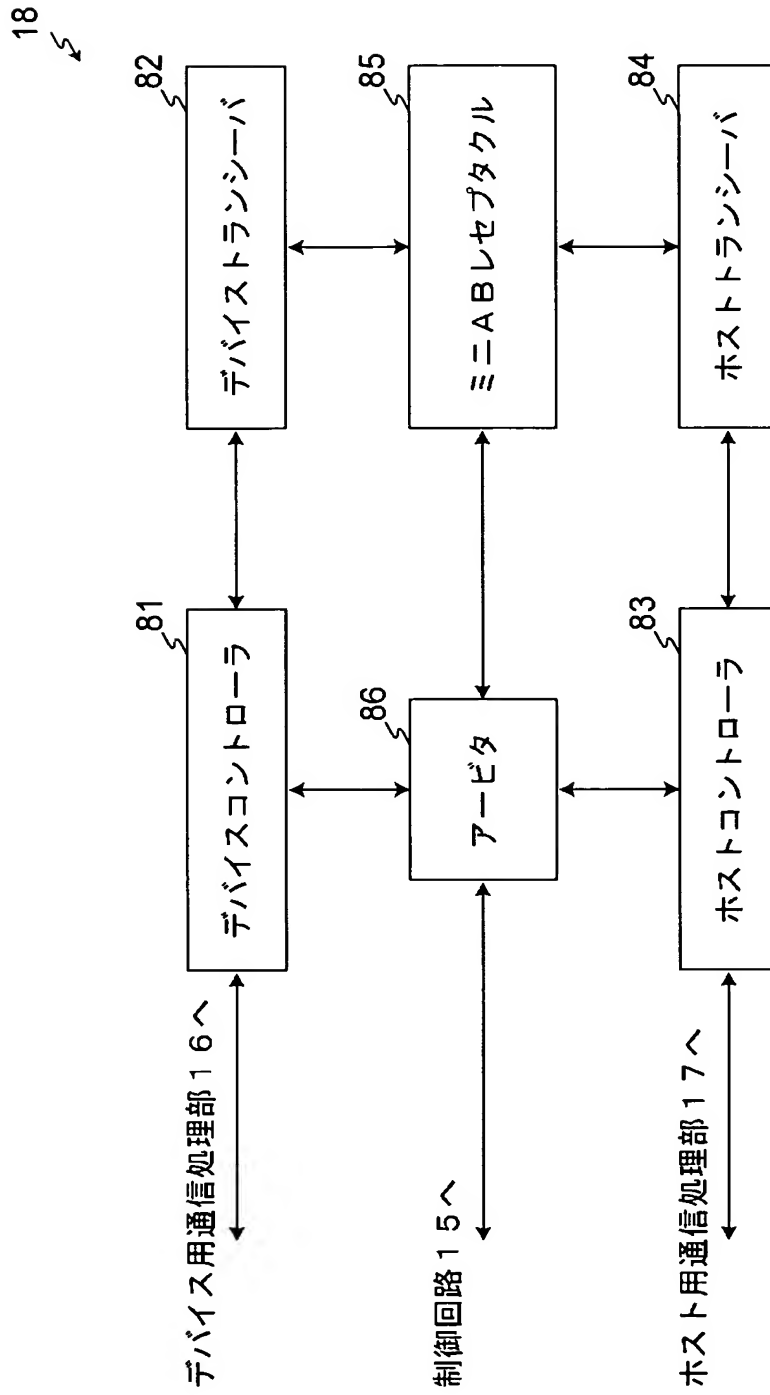 18
82
デバイストランシーバ
85
ミニABレセプタクル
84
ホストトランシーバ
81
デバイスコントローラ
86
アービタ
83
ホストコントローラ
デバイス用通信処理部16へ
制御回路15へ
ホスト用通信処理部17へ